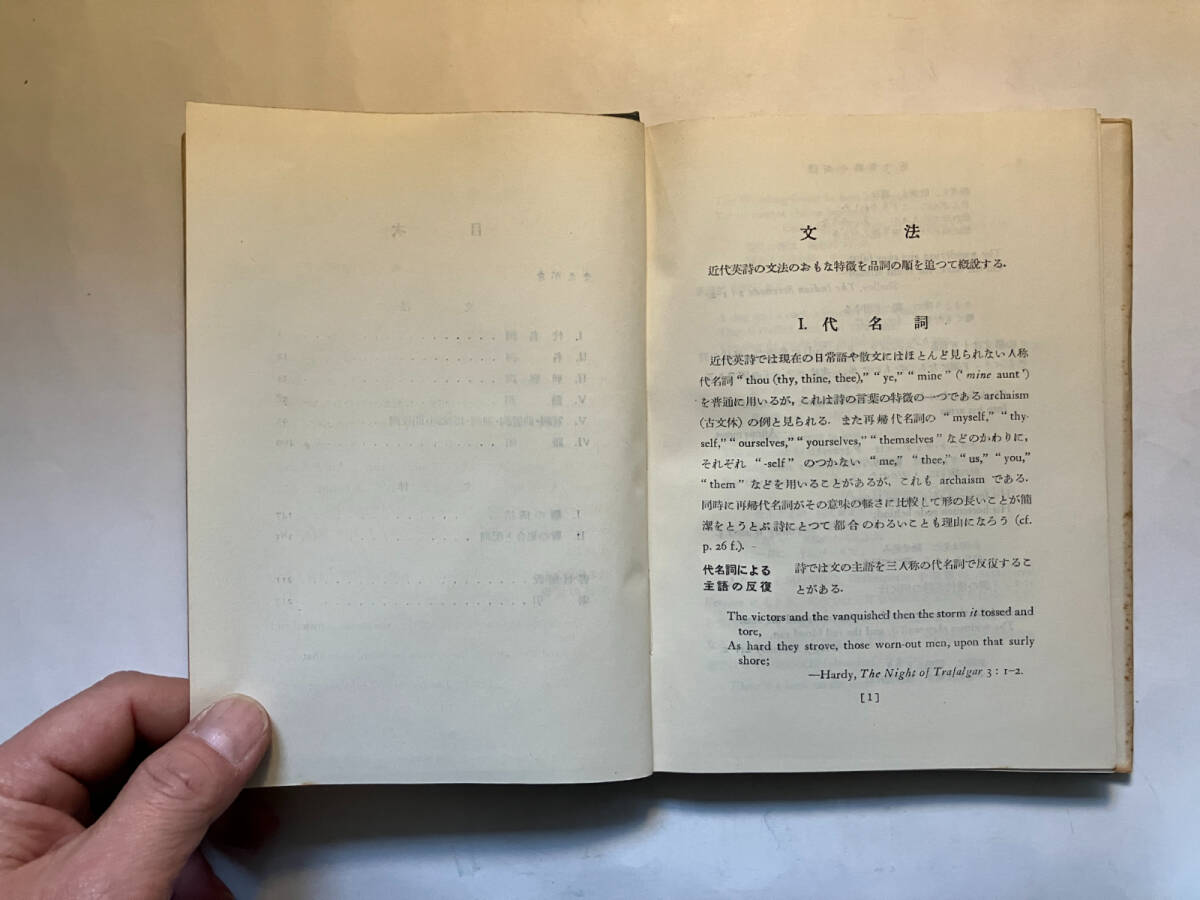 文法
近代英詩の文法のおもな特徴を品詞の順を追つて概説する.
I. 代名詞
近代英詩では現在の日常語や散文にはほとんど見られない人称
代名詞 “thou (thy, thine, thee),” “ye,” “mine” (‘mine aunt’)
を普通に用いるが, これは詩の言葉の特徴の一つである archaism
(古文体) の例と見られる. また再帰代名詞の “myself,” “thy-
self,” “ourselves,” “yourselves,” “themselves” などのかわりに,
それぞれ “-self” のつかない “me,” “thee,” “us,” “you,”
“them” などを用いることがあるが, これも archaism である.
同時に再帰代名詞がその意味の軽さに比較して形の長いことが簡
潔をとうとぶ詩にとつて都合のわるいことも理由になろう (cf.
p. 26 f.).
代名詞による
主語の反復
詩では文の主語を三人称の代名詞で反復するこ
とがある.
The victors and the vanquished then the storm it tossed and
tore,
As hard they strove, those worn-out men, upon that surly
shore;
—Hardy, The Night of Trafalgar 3 : 1-2.
[1]